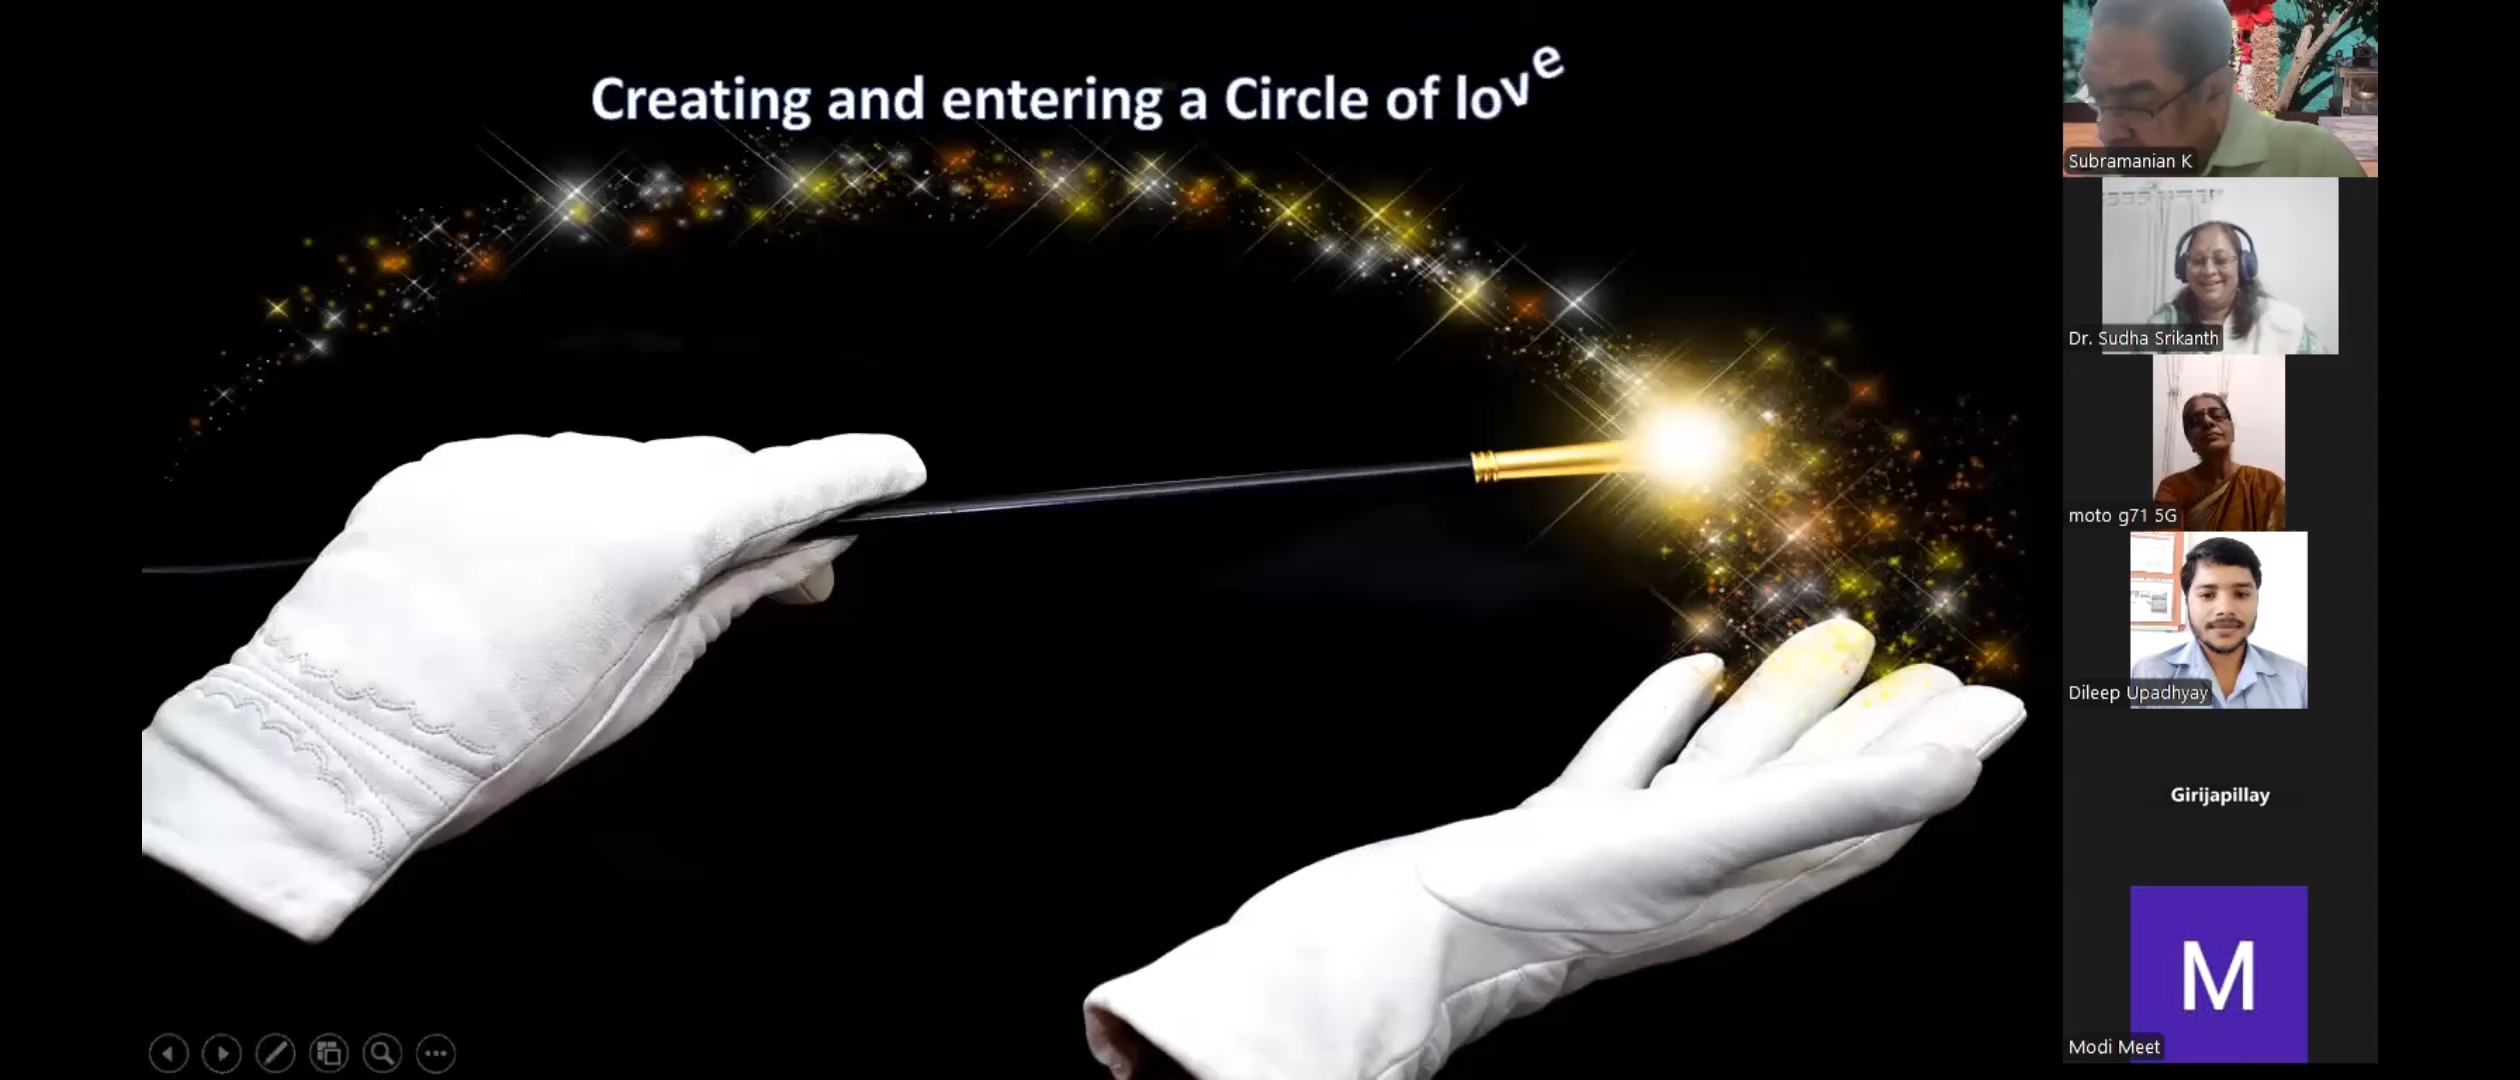 Creating and entering a Circle of love
Subramanian K
Dr. Sudha Srikanth
moto g71 5G
Dileep Upadhyay
Girijapillay
M
Modi Meet